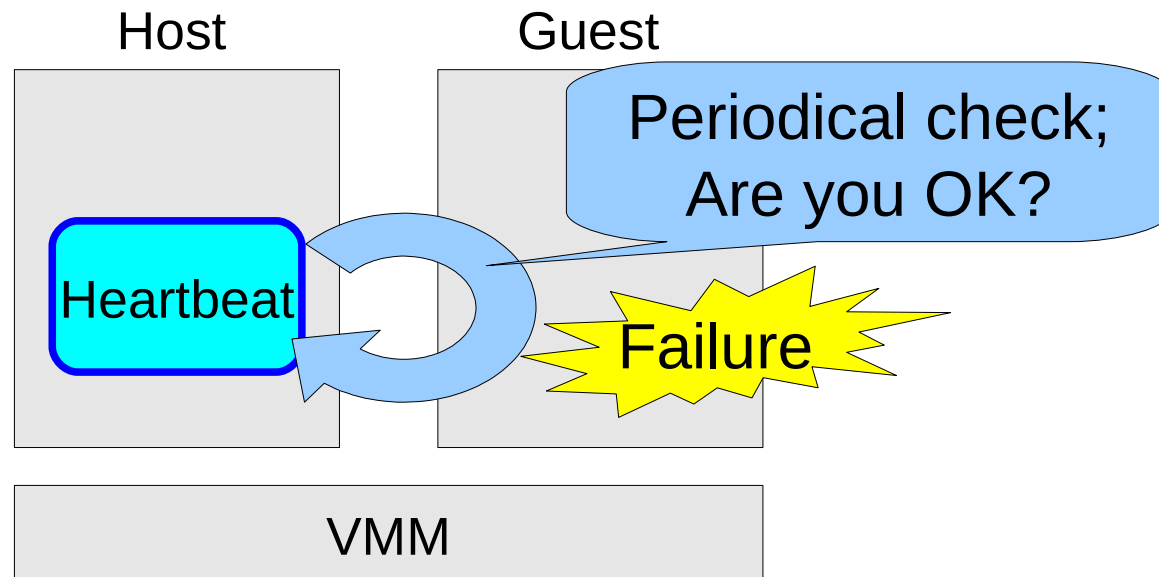 Host
Guest
Periodical check;
Are you OK?
Heartbeat
Failure
VMM